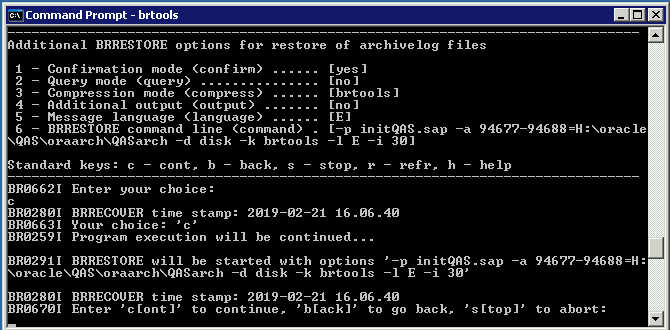 Command Prompt - brtools
Additional BRRESTORE options for restore of archivelog files
1 - Confirmation mode (confirm) ...... [yes]
2 - Query mode (query) ............... [no]
3 - Compression mode (compress) ...... [brtools]
4 - Additional output (output) ....... [no]
5 - Message language (language) ...... [E]
6 - BRRESTORE command line (command) . [-p initQAS.sap -a 94677-94688=H:\oracle
\QAS\oraarch\QASarch -d disk -k brtools -l E -i 30]
Standard keys: c - cont, b - back, s - stop, r - refr, h - help
BR0662I Enter your choice:
c
BR0280I BRRECOVER time stamp: 2019-02-21 16.06.40
BR0663I Your choice: 'c'
BR0259I Program execution will be continued...
BR0291I BRRESTORE will be started with options '-p initQAS.sap -a 94677-94688=H:
\oracle\QAS\oraarch\QASarch -d disk -k brtools -l E -i 30'
BR0280I BRRECOVER time stamp: 2019-02-21 16.06.40
BR0670I Enter 'c[ont]' to continue, 'b[ack]' to go back, 's[top]' to abort: